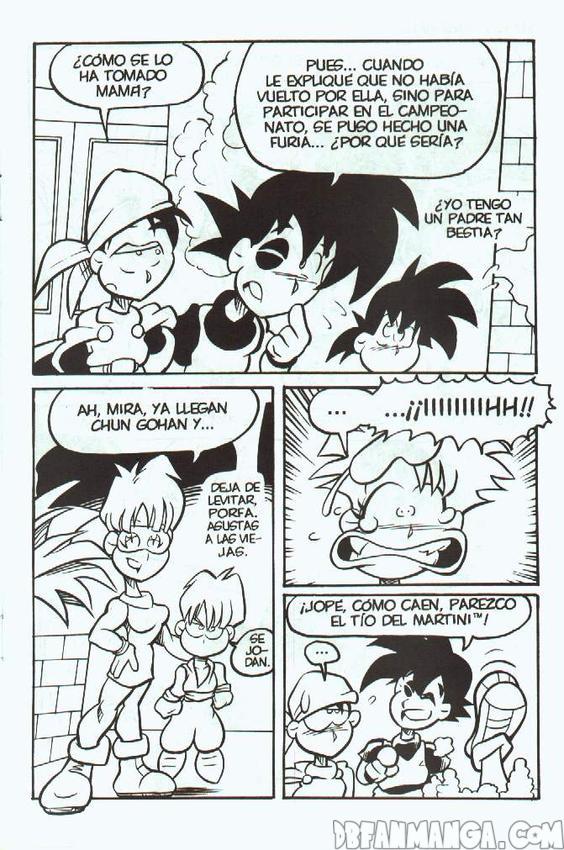 ¿CÓMO SE LO
HA TOMADO
MAMÁ?
PUES... CUANDO
LE EXPLIQUÉ QUE NO HABÍA
VUELTO POR ELLA, SINO PARA
PARTICIPAR EN EL CAMPEO-
NATO, SE PUSO HECHO UNA
FURIA... ¿POR QUÉ SERÍA?
¿YO TENGO
UN PADRE TAN
BESTIA?
AH, MIRA, YA LLEGAN
CHUN GOHAN Y...
DEJA DE
LEVITAR,
PORFA.
ASUSTAS
A LAS VIE-
JAS.
SE
JO-
DAN.
... ...¡¡IIIIIIIIIHH!!
¡JOPE, CÓMO CAEN, PAREZCO
EL TÍO DEL MARTINI™!
...
DBFANMANGA.COM